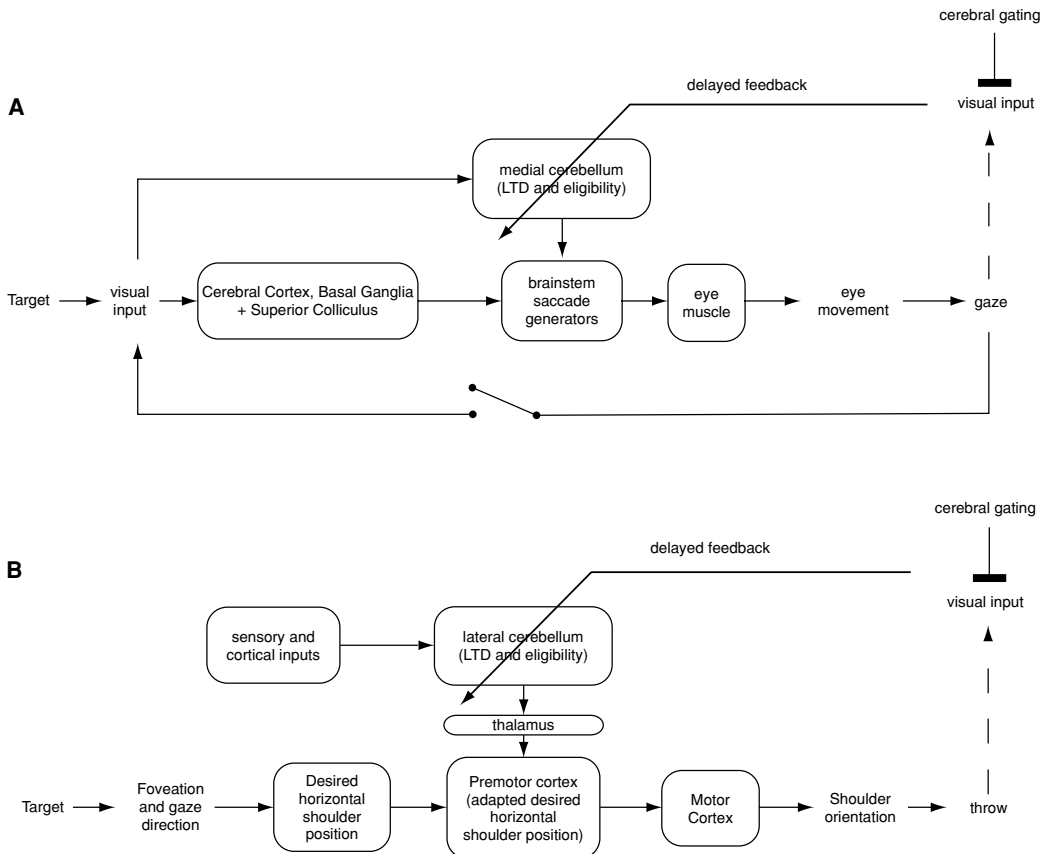 cerebral gating
delayed feedback
visual input
A
medial cerebellum
(LTD and eligibility)
Target
visual
input
Cerebral Cortex, Basal Ganglia
+ Superior Colliculus
brainstem
saccade
generators
eye
muscle
eye
movement
gaze
cerebral gating
delayed feedback
B
visual input
sensory and
cortical inputs
lateral cerebellum
(LTD and eligibility)
thalamus
Target
Foveation
and gaze
direction
Desired
horizontal
shoulder
position
Premotor cortex
(adapted desired
horizontal
shoulder position)
Motor
Cortex
Shoulder
orientation
throw